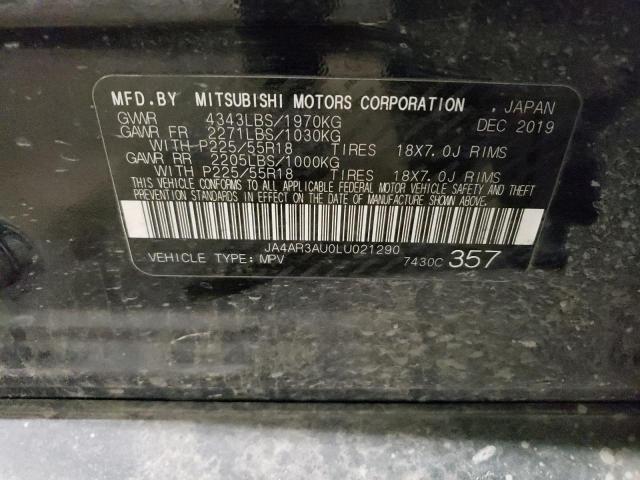 MFD.BY MITSUBISHI MOTORS CORPORATION , JAPAN
GVWR 4343LBS/1970KG DEC 2019
GAWR FR 2271LBS/1030KG
WITH P225/55R18 TIRES 18X7.0J RIMS
GAWR RR 2205LBS/1000KG
WITH P225/55R18 TIRES 18X7.0J RIMS
THIS VEHICLE CONFORMS TO ALL APPLICABLE FEDERAL MOTOR VEHICLE SAFETY AND THEFT
PREVENTION STANDARDS IN EFFECT ON THE DATE OF MANUFACTURE SHOWN ABOVE.
JA4AR3AU0LU021290
VEHICLE TYPE: MPV 7430C 357